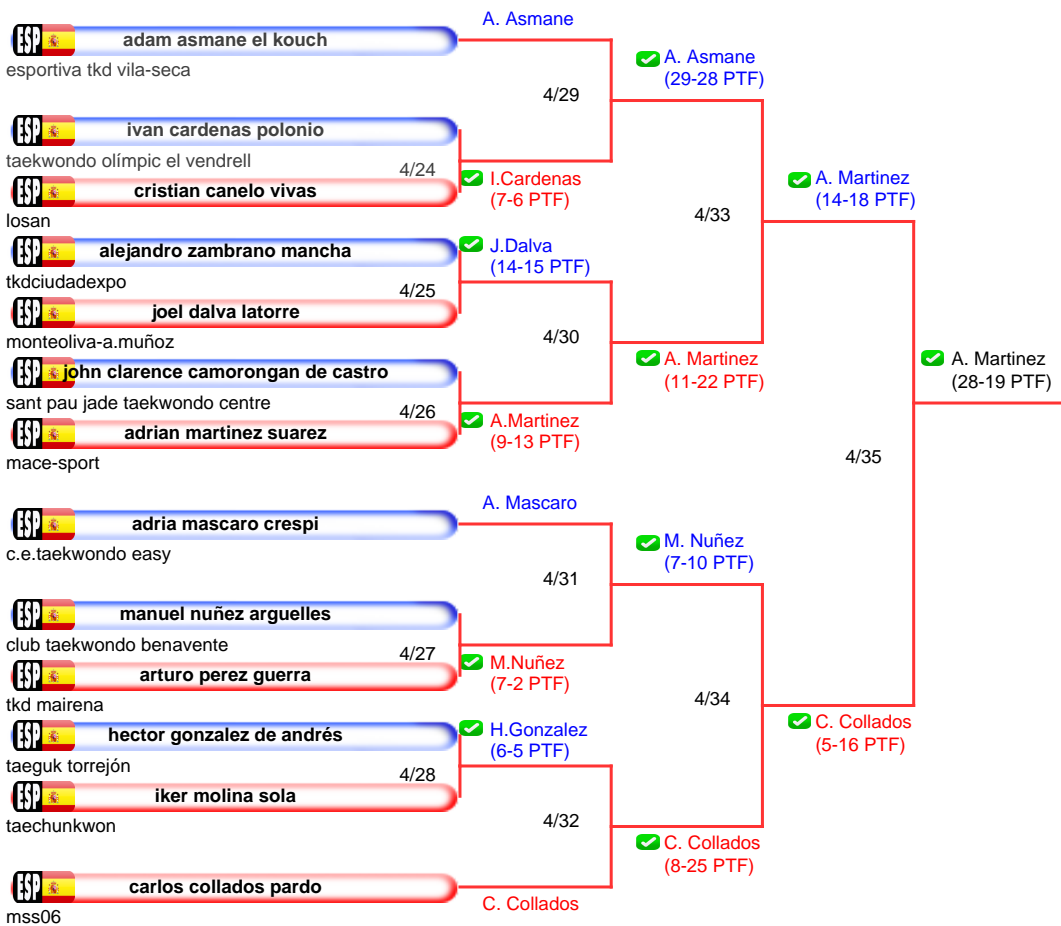 A. Asmane
ESP adam asmane el kouch
esportiva tkd vila-seca
A. Asmane
(29-28 PTF)
4/29
ESP ivan cardenas polonio
taekwondo olímpic el vendrell
4/24
ESP cristian canelo vivas
losan
I.Cardenas
(7-6 PTF)
A. Martinez
(14-18 PTF)
4/33
ESP alejandro zambrano mancha
tkdciudadexpo
J.Dalva
(14-15 PTF)
4/25
ESP joel dalva latorre
monteoliva-a.muñoz
4/30
ESP john clarence camorongan de castro
sant pau jade taekwondo centre
A. Martinez
(11-22 PTF)
A. Martinez
(28-19 PTF)
4/26
ESP adrian martinez suarez
mace-sport
A.Martinez
(9-13 PTF)
4/35
A. Mascaro
ESP adria mascaro crespi
c.e.taekwondo easy
M. Nuñez
(7-10 PTF)
4/31
ESP manuel nuñez arguelles
club taekwondo benavente
4/27
ESP arturo perez guerra
tkd mairena
M.Nuñez
(7-2 PTF)
4/34
ESP hector gonzalez de andrés
taeguk torrejón
H.Gonzalez
(6-5 PTF)
C. Collados
(5-16 PTF)
4/28
ESP iker molina sola
taechunkwon
4/32
C. Collados
(8-25 PTF)
ESP carlos collados pardo
mss06
C. Collados